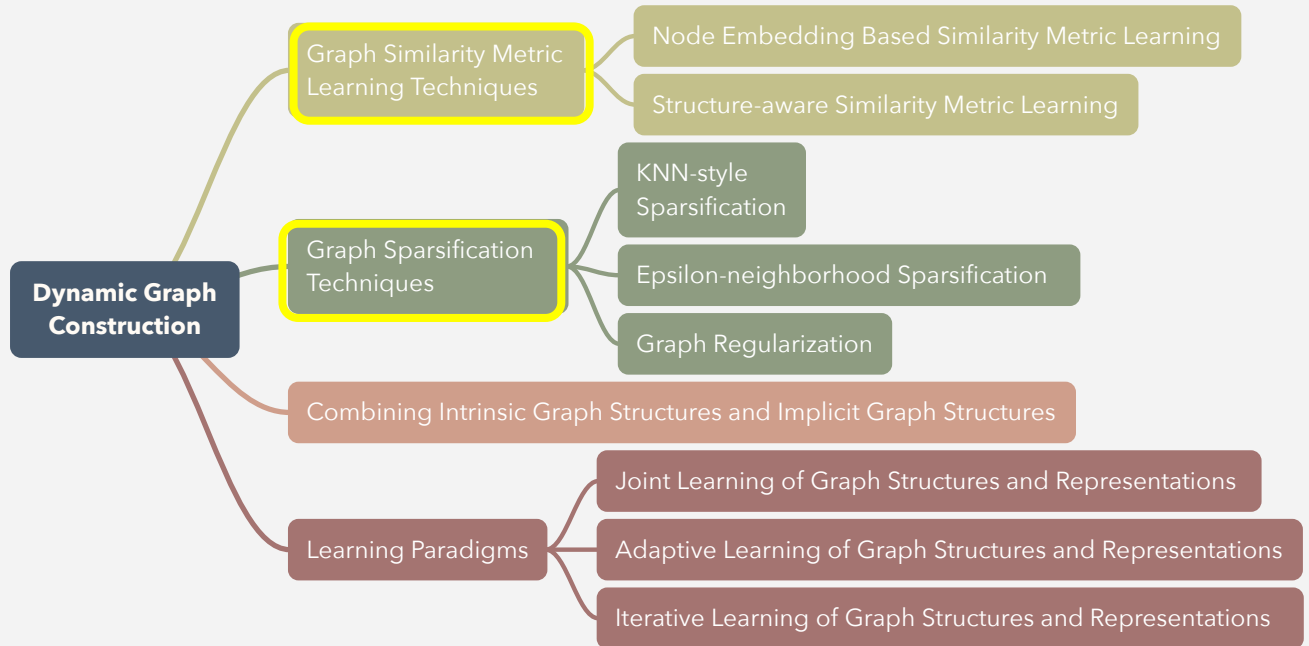 Graph Similarity Metric
Learning Techniques
Node Embedding Based Similarity Metric Learning
Structure-aware Similarity Metric Learning
KNN-style
Sparsification
Graph Sparsification
Techniques
Epsilon-neighborhood Sparsification
Graph Regularization
Dynamic Graph
Construction
Combining Intrinsic Graph Structures and Implicit Graph Structures
Learning Paradigms
Joint Learning of Graph Structures and Representations
Adaptive Learning of Graph Structures and Representations
Iterative Learning of Graph Structures and Representations